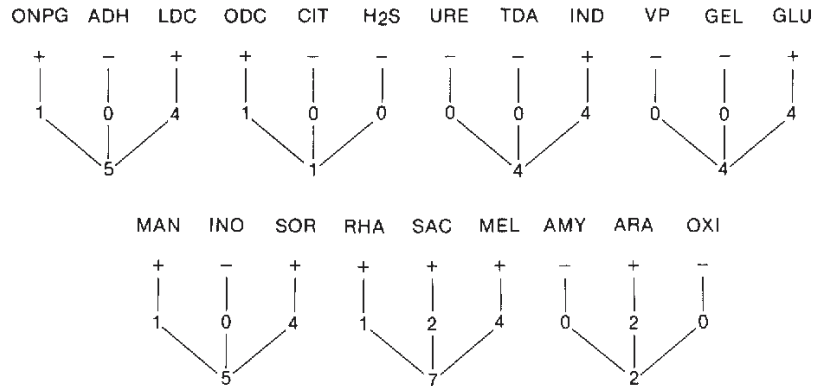 ONPG ADH LDC ODC CIT H₂S URE TDA IND VP GEL GLU
+ − + + − − − − + − − +
1 0 4 1 0 0 0 0 4 0 0 4
5 1 4 4
MAN INO SOR RHA SAC MEL AMY ARA OXI
+ − + + + + − + −
1 0 4 1 2 4 0 2 0
5 7 2